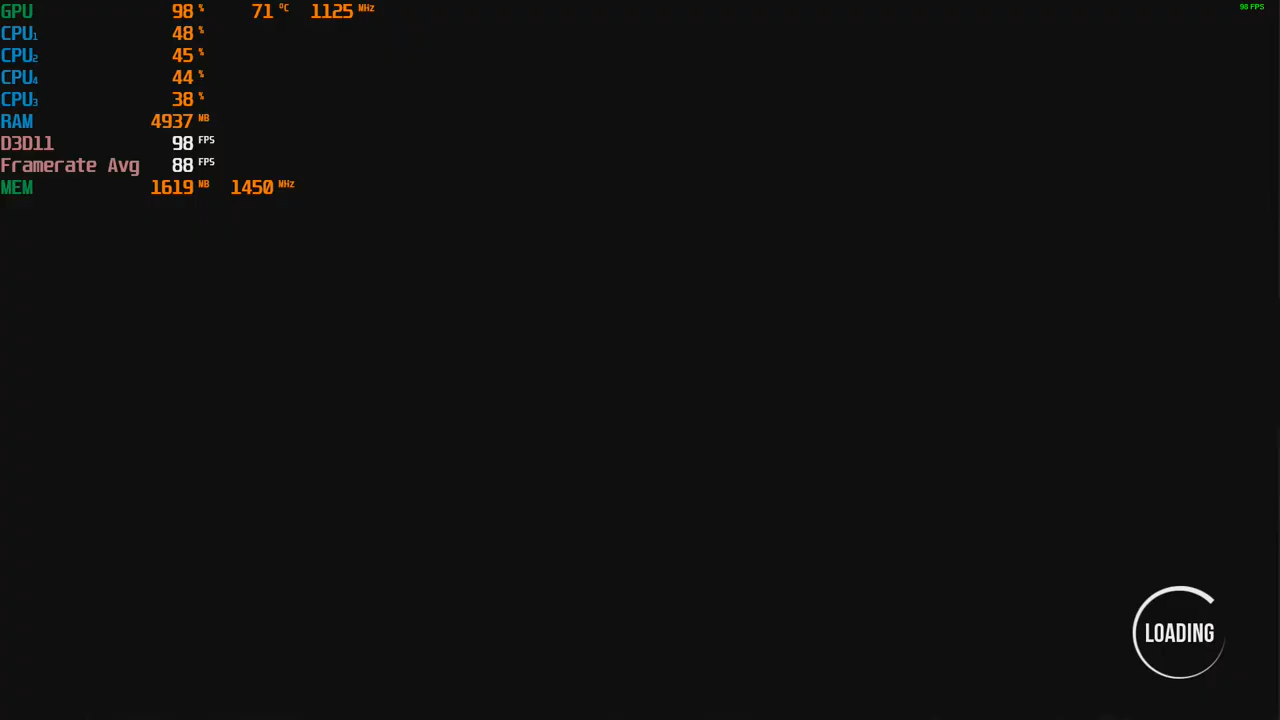 GPU 98 % 71 °C 1125 MHz
98 FPS
CPU1 48 %
CPU2 45 %
CPU4 44 %
CPU3 38 %
RAM 4937 MB
D3D11 98 FPS
Framerate Avg 88 FPS
MEM 1619 MB 1450 MHz
LOADING